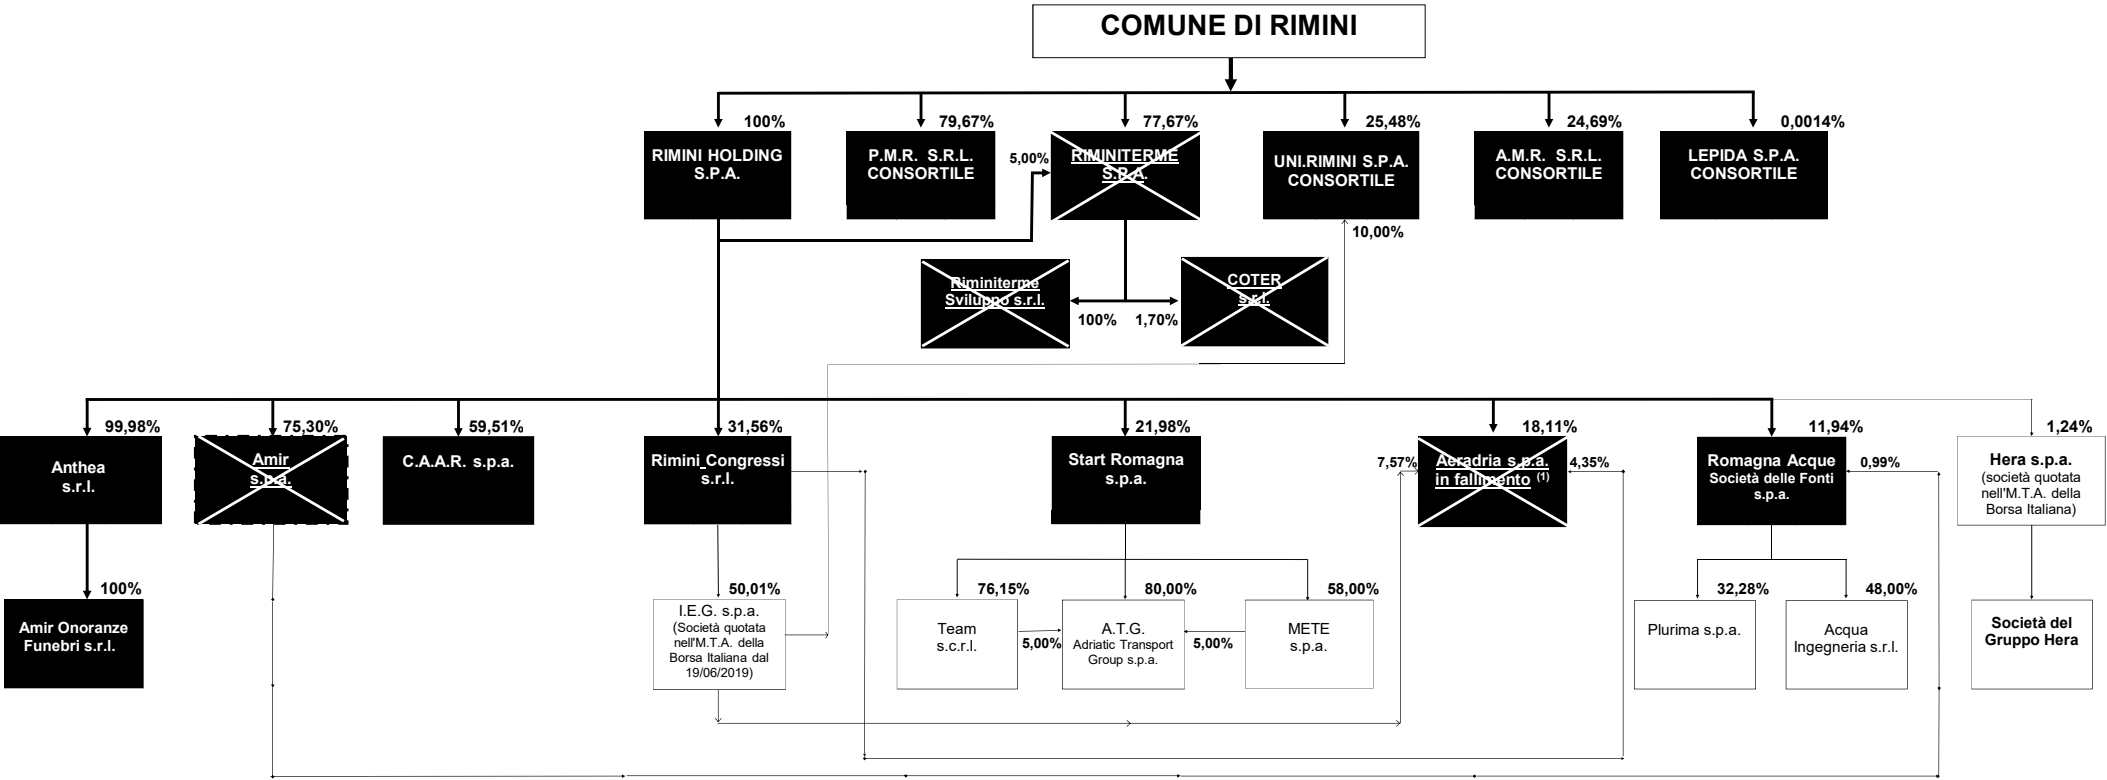 COMUNE DI RIMINI
100%
79,67%
77,67%
25,48%
24,69%
0,0014%
RIMINI HOLDING
S.P.A.
P.M.R. S.R.L.
CONSORTILE
5,00%
RIMINITERME
S.P.A.
UNI.RIMINI S.P.A.
CONSORTILE
A.M.R. S.R.L.
CONSORTILE
LEPIDA S.P.A.
CONSORTILE
10,00%
Riminiterme
Sviluppo s.r.l.
COTER
s.r.l.
100%
1,70%
99,98%
75,30%
59,51%
31,56%
21,98%
18,11%
11,94%
1,24%
Anthea
s.r.l.
Amir
s.p.a.
C.A.A.R. s.p.a.
Rimini Congressi
s.r.l.
Start Romagna
s.p.a.
7,57%
Aeradria s.p.a.
in fallimento (1)
4,35%
Romagna Acque
Società delle Fonti
s.p.a.
0,99%
Hera s.p.a.
(società quotata
nell'M.T.A. della
Borsa Italiana)
100%
50,01%
76,15%
80,00%
58,00%
32,28%
48,00%
Amir Onoranze
Funebri s.r.l.
I.E.G. s.p.a.
(Società quotata
nell'M.T.A. della
Borsa Italiana dal
19/06/2019)
Team
s.c.r.l.
5,00%
A.T.G.
Adriatic Transport
Group s.p.a.
5,00%
METE
s.p.a.
Plurima s.p.a.
Acqua
Ingegneria s.r.l.
Società del
Gruppo Hera